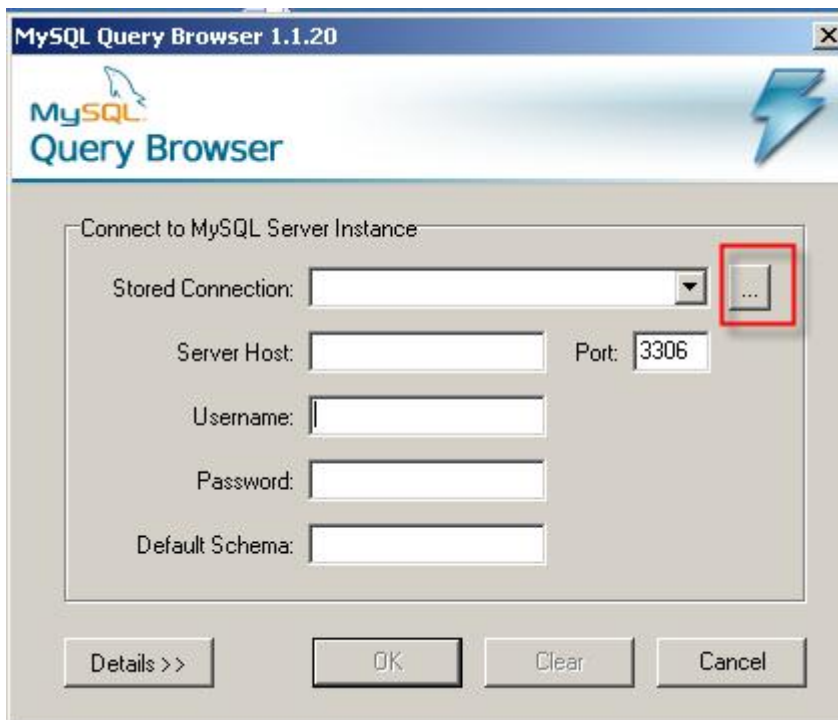 MySQL Query Browser 1.1.20
MySQL
Query Browser
Connect to MySQL Server Instance
Stored Connection: ...
Server Host: Port: 3306
Username:
Password:
Default Schema:
Details >> OK Clear Cancel